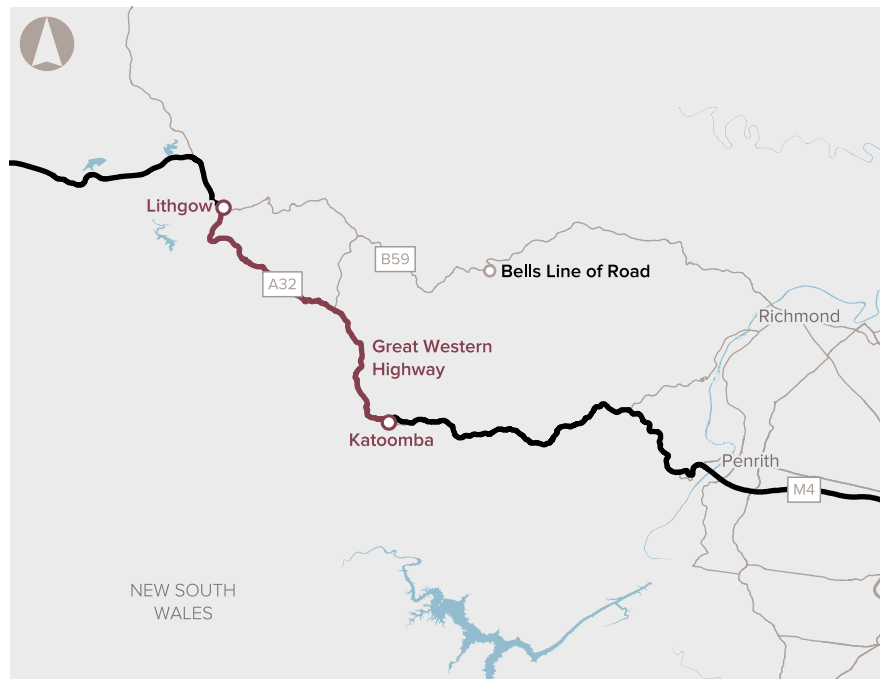 Lithgow
B59
Bells Line of Road
A32
Richmond
Great Western
Highway
Katoomba
Penrith
M4
NEW SOUTH
WALES